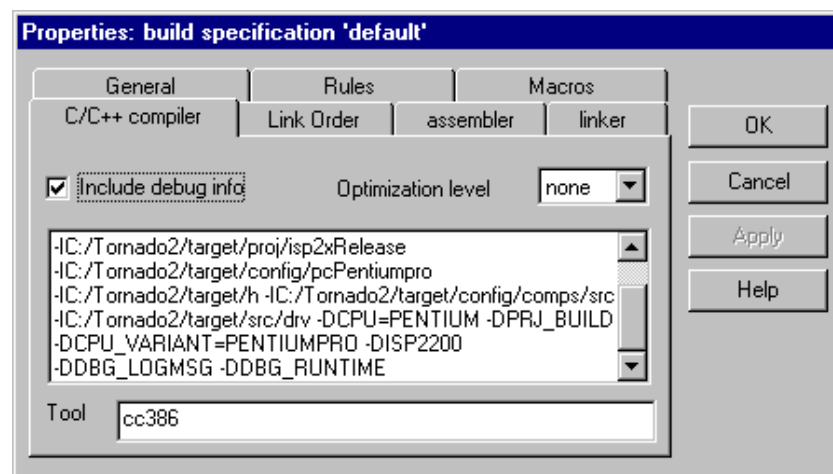 Properties: build specification 'default'
General Rules Macros
C/C++ compiler Link Order assembler linker
OK
Include debug info Optimization level none
Cancel
Apply
Help
-IC:/Tornado2/target/proj/isp2xRelease
-IC:/Tornado2/target/config/pcPentiumpro
-IC:/Tornado2/target/h -IC:/Tornado2/target/config/comps/src
-IC:/Tornado2/target/src/drv -DCPU=PENTIUM -DPRJ_BUILD
-DCPU_VARIANT=PENTIUMPRO -DISP2200
-DDBG_LOGMSG -DDBG_RUNTIME
Tool cc386